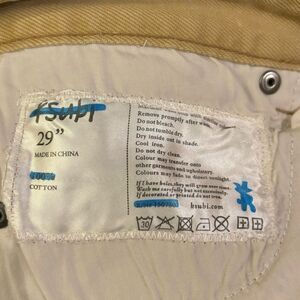 Ksubi
29”
MADE IN CHINA
100%
COTTON
Remove promptly after wash
Do not bleach.
Do not tumble dry.
Dry inside out in shade.
Cool iron.
Do not dry clean.
Colour may transfer onto
other garments and upholstery.
Colours may fade in direct sunlight.
If I have holes, they will grow over time.
Wash me carefully but not excessively.
If decorated or printed do not iron.
ksubi.com
30